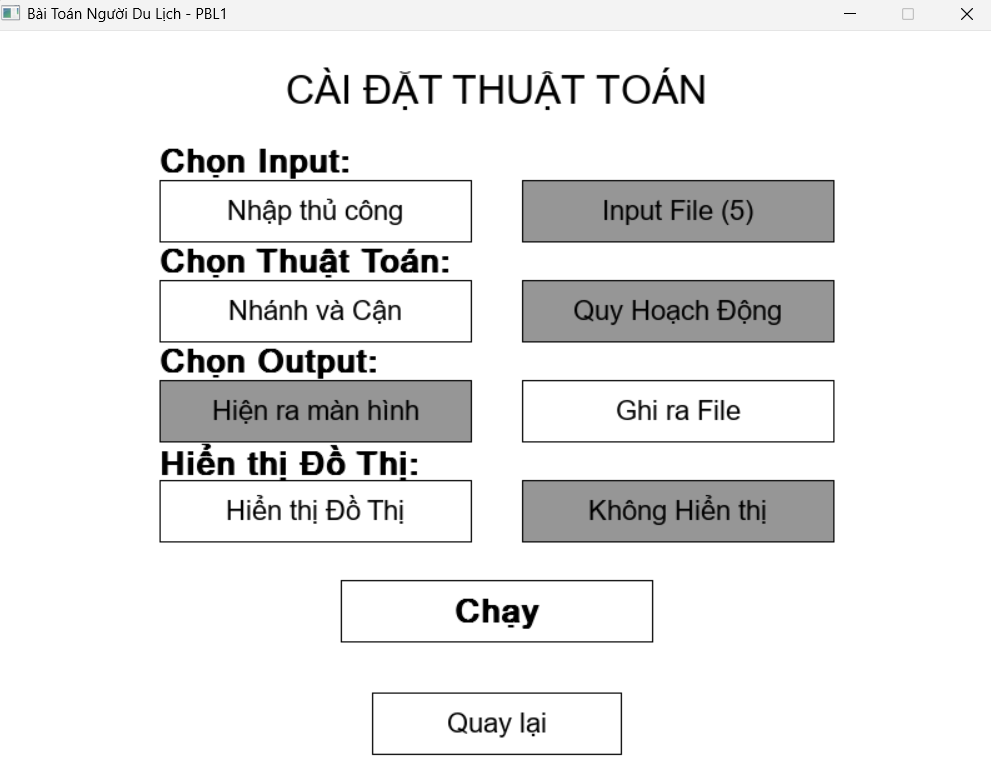 Bài Toán Người Du Lịch - PBL1
CÀI ĐẶT THUẬT TOÁN
Chọn Input:
Nhập thủ công
Input File (5)
Chọn Thuật Toán:
Nhánh và Cận
Quy Hoạch Động
Chọn Output:
Hiện ra màn hình
Ghi ra File
Hiển thị Đồ Thị:
Hiển thị Đồ Thị
Không Hiển thị
Chạy
Quay lại